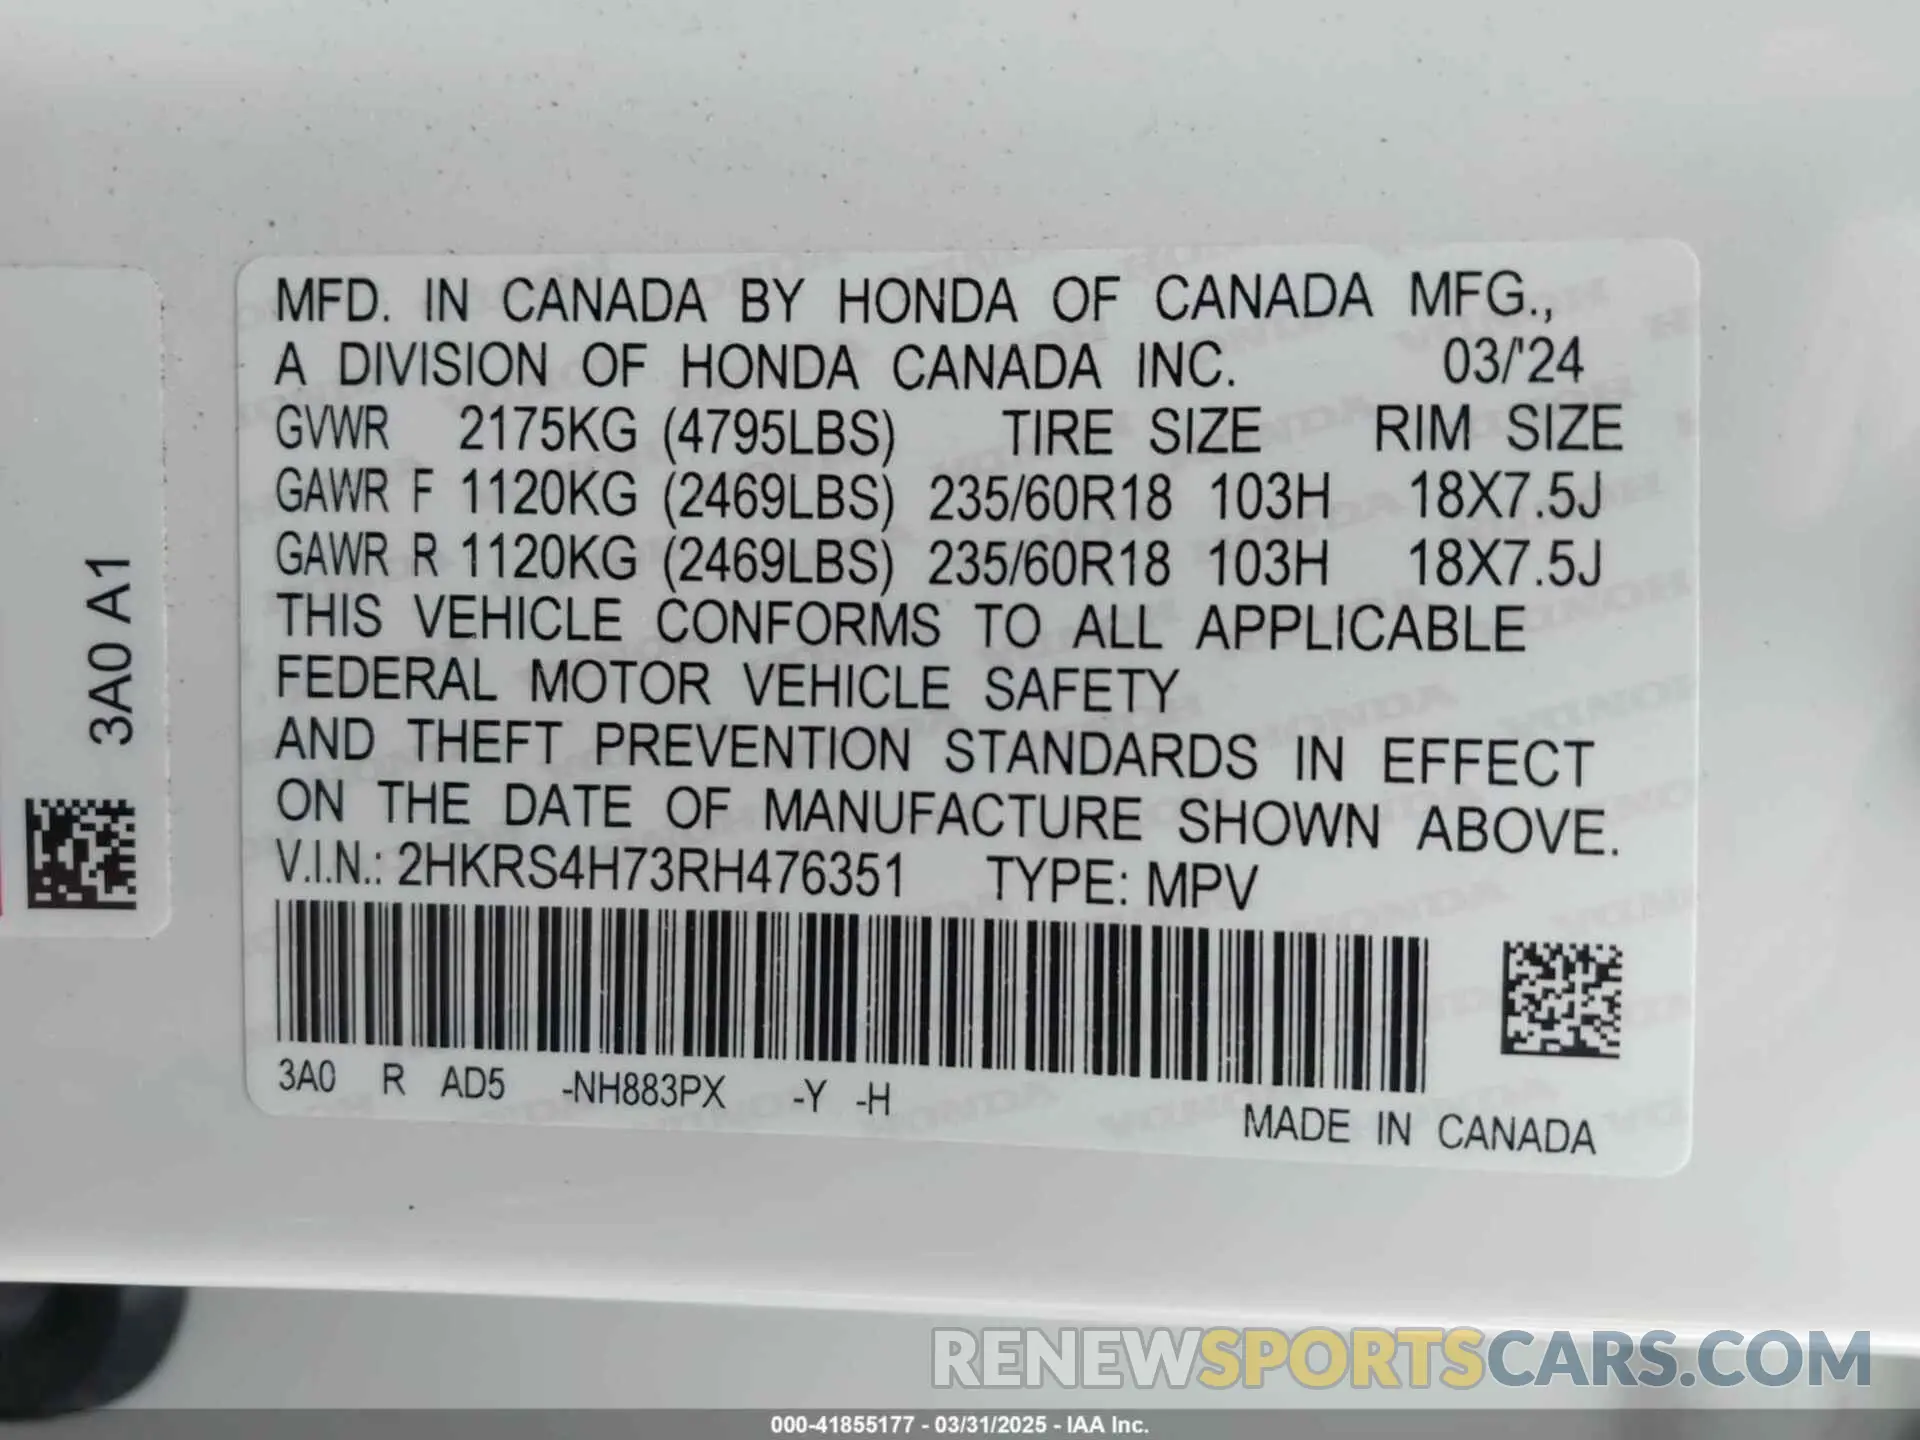 MFD. IN CANADA BY HONDA OF CANADA MFG.,
A DIVISION OF HONDA CANADA INC. 03/'24
GVWR 2175KG (4795LBS) TIRE SIZE RIM SIZE
GAWR F 1120KG (2469LBS) 235/60R18 103H 18X7.5J
GAWR R 1120KG (2469LBS) 235/60R18 103H 18X7.5J
THIS VEHICLE CONFORMS TO ALL APPLICABLE
FEDERAL MOTOR VEHICLE SAFETY
AND THEFT PREVENTION STANDARDS IN EFFECT
ON THE DATE OF MANUFACTURE SHOWN ABOVE.
V.I.N.: 2HKRS4H73RH476351 TYPE: MPV
3A0 R AD5 -NH883PX -Y -H
MADE IN CANADA
3A0 A1
RENEWSPORTSCARS.COM
000-41855177 - 03/31/2025 - IAA Inc.